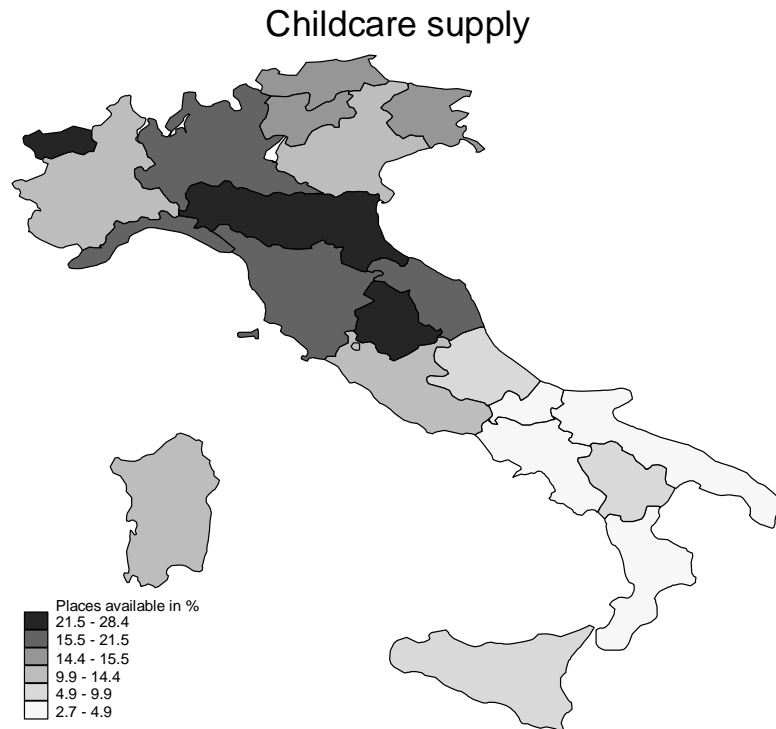 Childcare supply
Places available in %
21.5 - 28.4
15.5 - 21.5
14.4 - 15.5
9.9 - 14.4
4.9 - 9.9
2.7 - 4.9